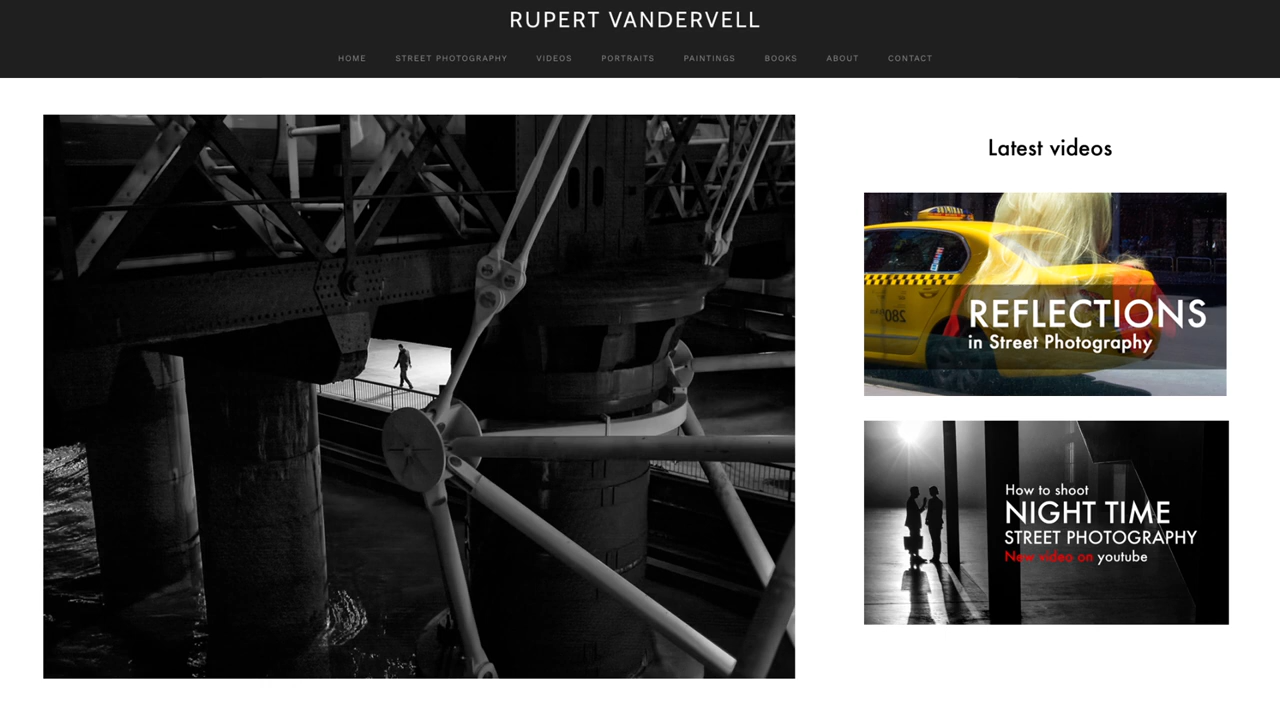 RUPERT VANDERVELL
HOME STREET PHOTOGRAPHY VIDEOS PORTRAITS PAINTINGS BOOKS ABOUT CONTACT
Latest videos
REFLECTIONS
in Street Photography
How to shoot
NIGHT TIME
STREET PHOTOGRAPHY
New video on youtube